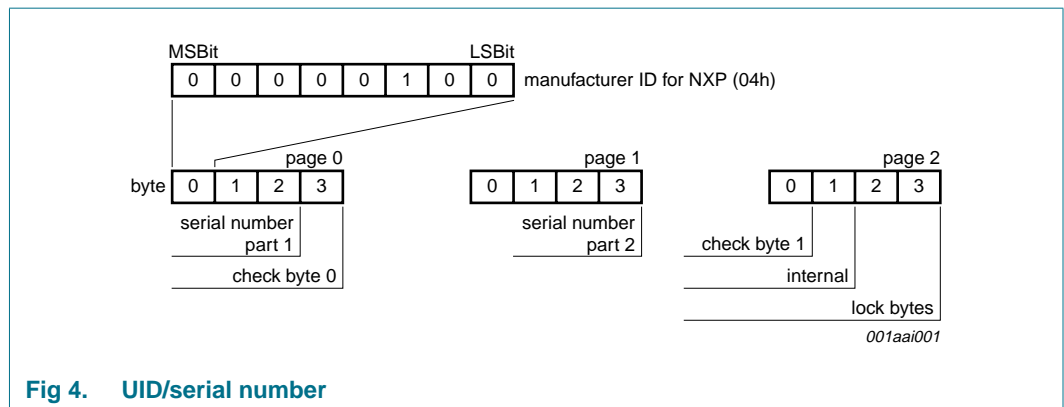 MSBit LSBit
0 0 0 0 0 1 0 0 manufacturer ID for NXP (04h)
page 0 page 1 page 2
byte 0 1 2 3 0 1 2 3 0 1 2 3
serial number serial number
part 1 part 2 check byte 1
check byte 0 internal
lock bytes
001aai001
Fig 4. UID/serial number